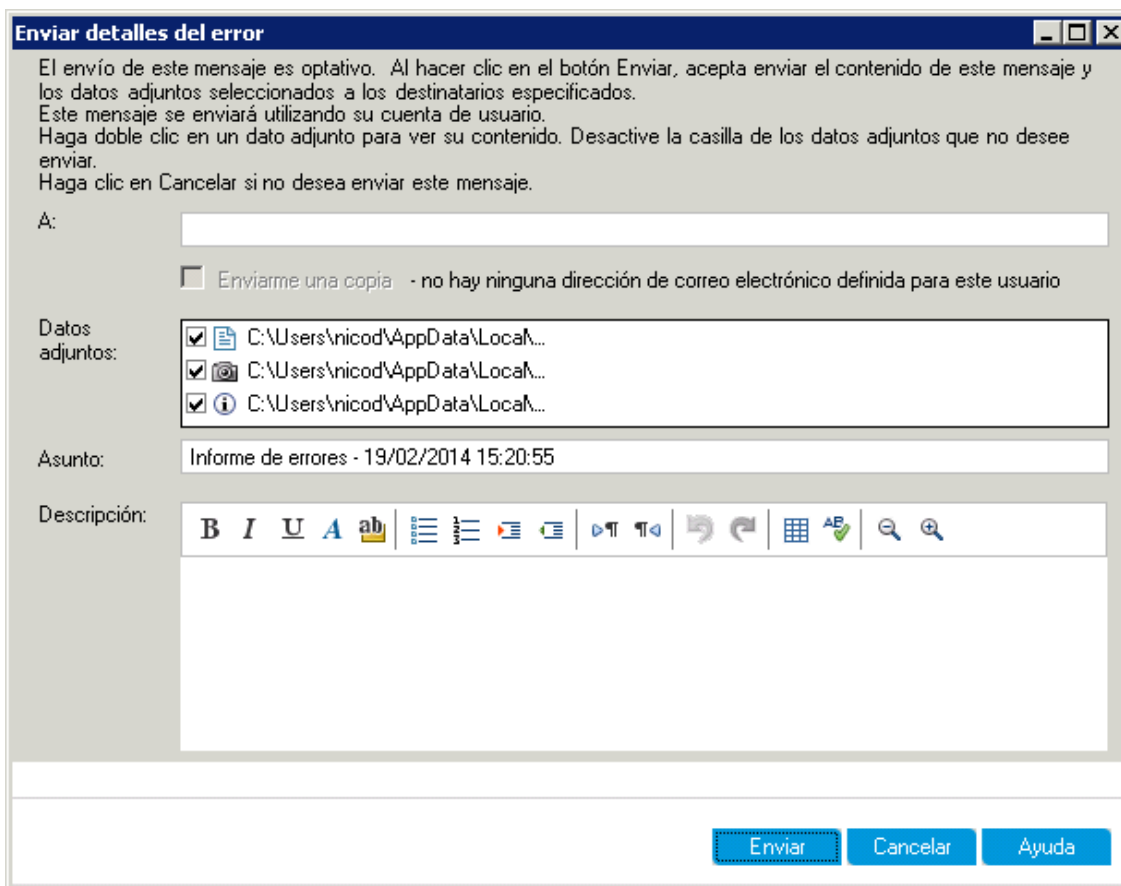 Enviar detalles del error
El envío de este mensaje es optativo.  Al hacer clic en el botón Enviar, acepta enviar el contenido de este mensaje y
los datos adjuntos seleccionados a los destinatarios especificados.
Este mensaje se enviará utilizando su cuenta de usuario.
Haga doble clic en un dato adjunto para ver su contenido. Desactive la casilla de los datos adjuntos que no desee
enviar.
Haga clic en Cancelar si no desea enviar este mensaje.
A:
Enviarme una copia - no hay ninguna dirección de correo electrónico definida para este usuario
Datos
adjuntos:
C:\Users\nicod\AppData\Local\...
C:\Users\nicod\AppData\Local\...
C:\Users\nicod\AppData\Local\...
Asunto:
Informe de errores - 19/02/2014 15:20:55
Descripción:
B I U A ab
Enviar Cancelar Ayuda